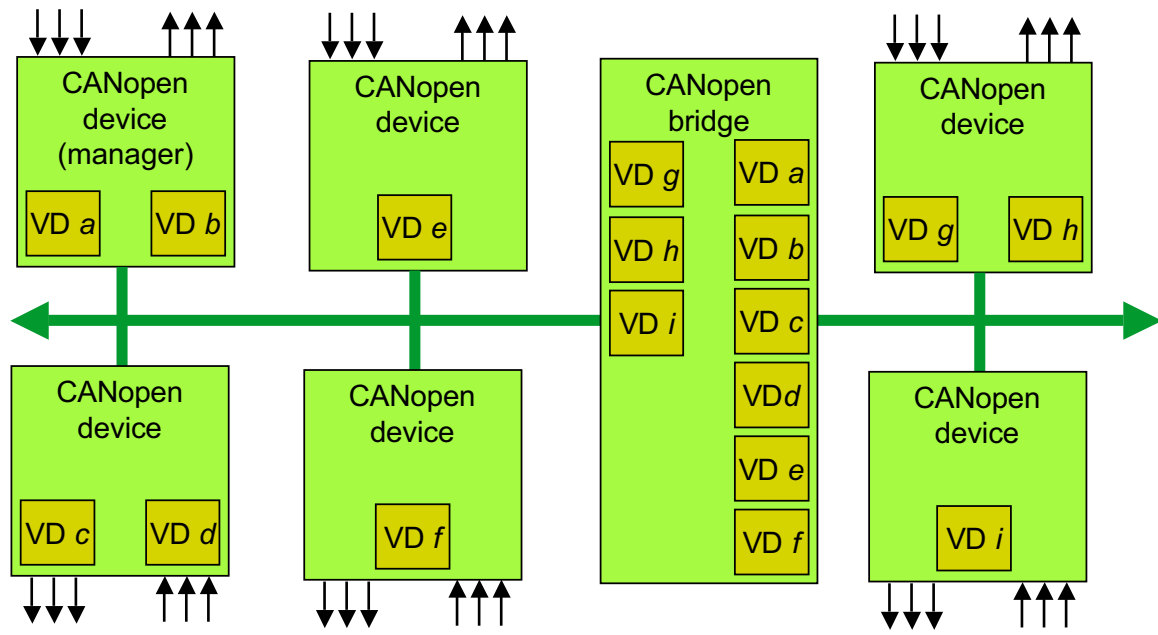 CANopen
device
(manager)
VD a
VD b
CANopen
device
VD e
CANopen
bridge
VD g
VD a
VD h
VD b
VD i
VD c
VDd
VD e
VD f
CANopen
device
VD g
VD h
CANopen
device
VD c
VD d
CANopen
device
VD f
CANopen
device
VD i